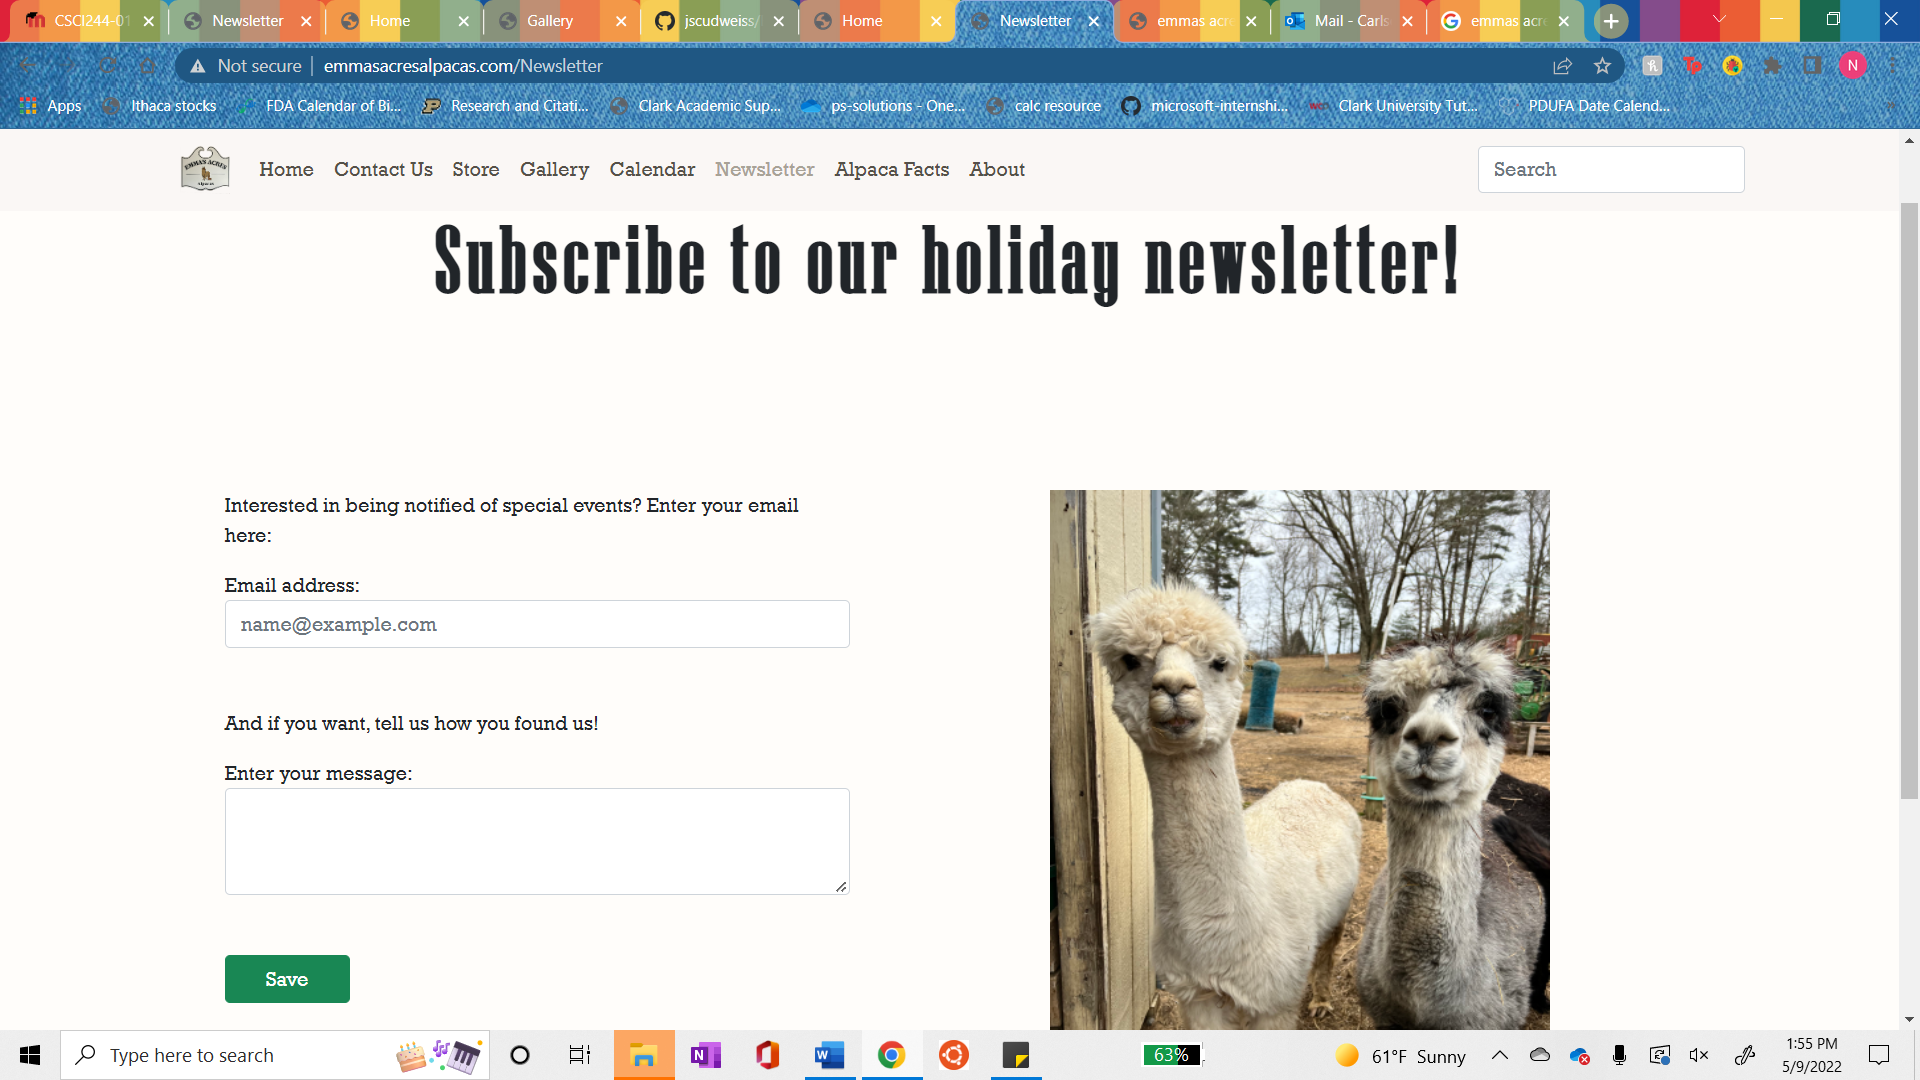 CSCI244-01
Newsletter
Home
Gallery
jscudweiss/
Home
Newsletter
emmas acr
Mail - Carls
emmas acr
Not secure
emmasacresalpacas.com/Newsletter
N
Apps
Ithaca stocks
FDA Calendar of Bi...
Research and Citati...
Clark Academic Sup...
ps-solutions - One...
calc resource
microsoft-internshi...
Clark University Tut...
PDUFA Date Calend...
EMMA'S ACRES
Alpacas
Home Contact Us Store Gallery Calendar Newsletter Alpaca Facts About
Search
Subscribe to our holiday newsletter!
Interested in being notified of special events? Enter your email
here:
Email address:
name@example.com
And if you want, tell us how you found us!
Enter your message:
Save
Type here to search
63%
61°F Sunny
1:55 PM
5/9/2022